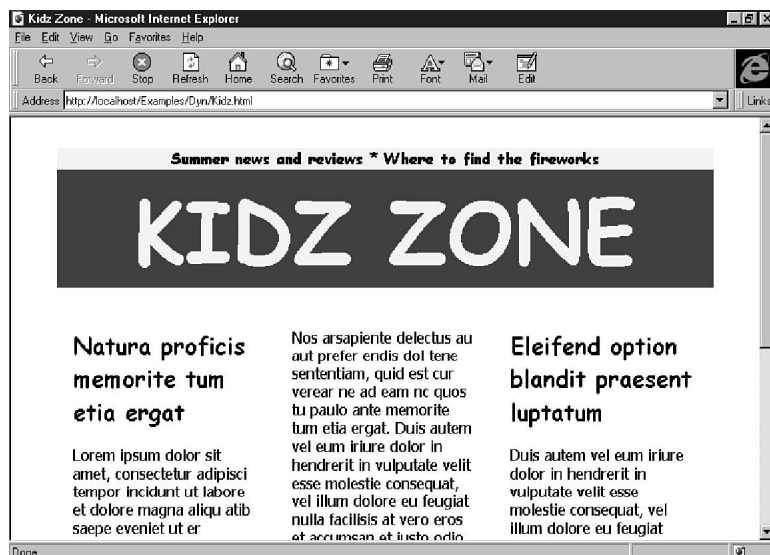 Kidz Zone - Microsoft Internet Explorer
File Edit View Go Favorites Help
Back Forward Stop Refresh Home Search Favorites Print Font Mail Edit
Address http://localhost/Examples/Dyn/Kidz.html Links
Summer news and reviews * Where to find the fireworks
KIDZ ZONE
Natura proficis
memorite tum
etia ergat
Lorem ipsum dolor sit
amet, consectetur adipisci
tempor incidunt ut labore
et dolore magna aliqu atib
saepe eveniet ut er
Nos arsapiente delectus au
aut prefer endis dol tene
sententiam, quid est cur
verear ne ad eam nc quos
tu paulo ante memorite
tum etia ergat. Duis autem
vel eum iriure dolor in
hendrerit in vulputate velit
esse molestie consequat,
vel illum dolore eu feugiat
nulla facilisis at vero eros
et accumsan et iusto odio
Eleifend option
blandit praesent
luptatum
Duis autem vel eum iriure
dolor in hendrerit in
vulputate velit esse
molestie consequat, vel
illum dolore eu feugiat
Done